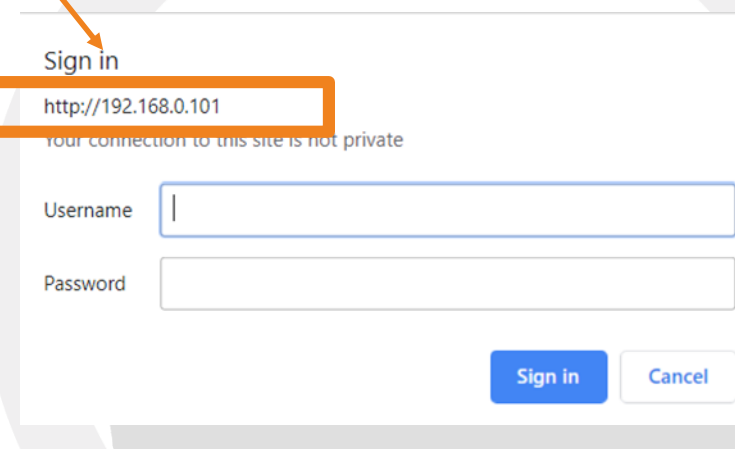 Sign in
http://192.168.0.101
Your connection to this site is not private
Username
Password
Sign in Cancel